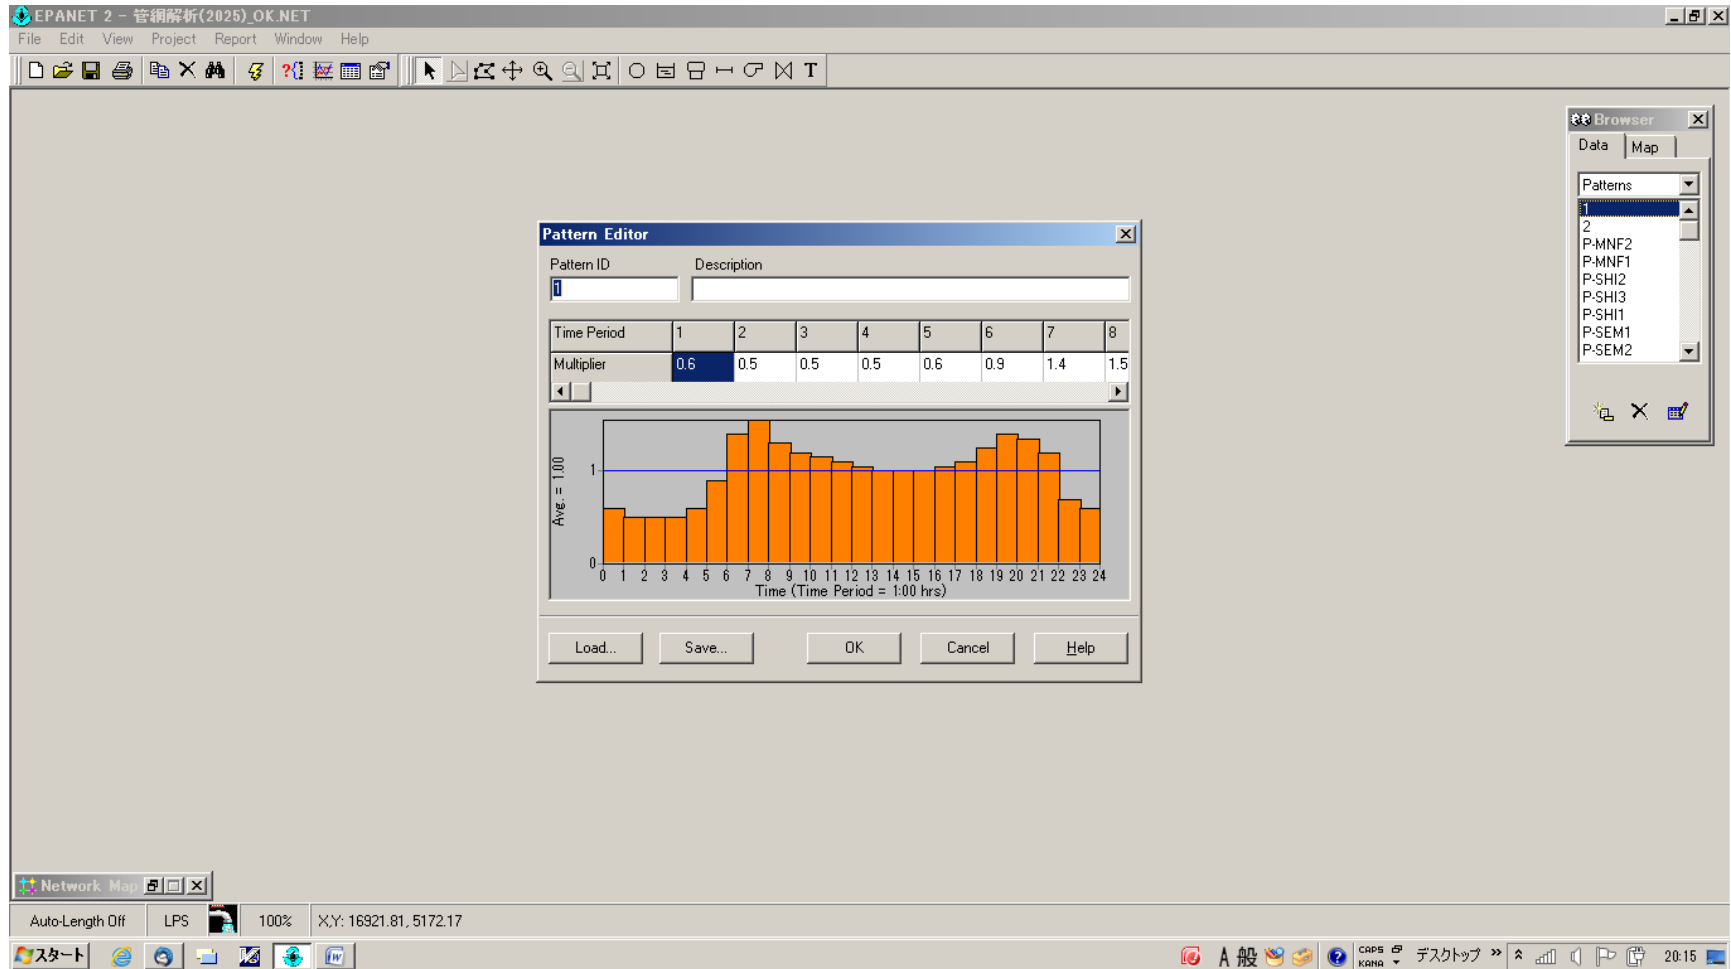 EPANET 2 - 管網解析(2025)_OK.NET
File Edit View Project Report Window Help
T
Browser
Data Map
Patterns
1
2
P-MNF2
P-MNF1
P-SHI2
P-SHI3
P-SHI1
P-SEM1
P-SEM2
Pattern Editor
Pattern ID Description
1
Time Period 1 2 3 4 5 6 7 8
Multiplier 0.6 0.5 0.5 0.5 0.6 0.9 1.4 1.5
Avg. = 1.00
1
0
0 1 2 3 4 5 6 7 8 9 10 11 12 13 14 15 16 17 18 19 20 21 22 23 24
Time (Time Period = 1:00 hrs)
Load... Save... OK Cancel Help
Network Map
Auto-Length Off LPS 100% X,Y: 16921.81, 5172.17
スタート A 般 CAPS KANA デスクトップ 20:15